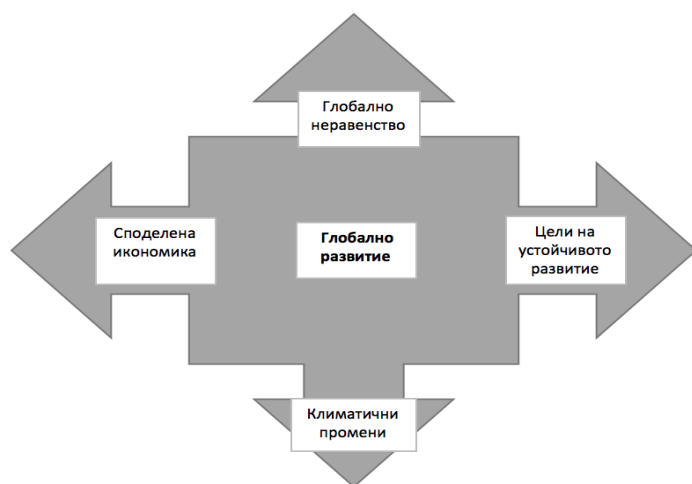 Глобално
неравенство
Споделена
икономика
Глобално
развитие
Цели на
устойчивото
развитие
Климатични
промени